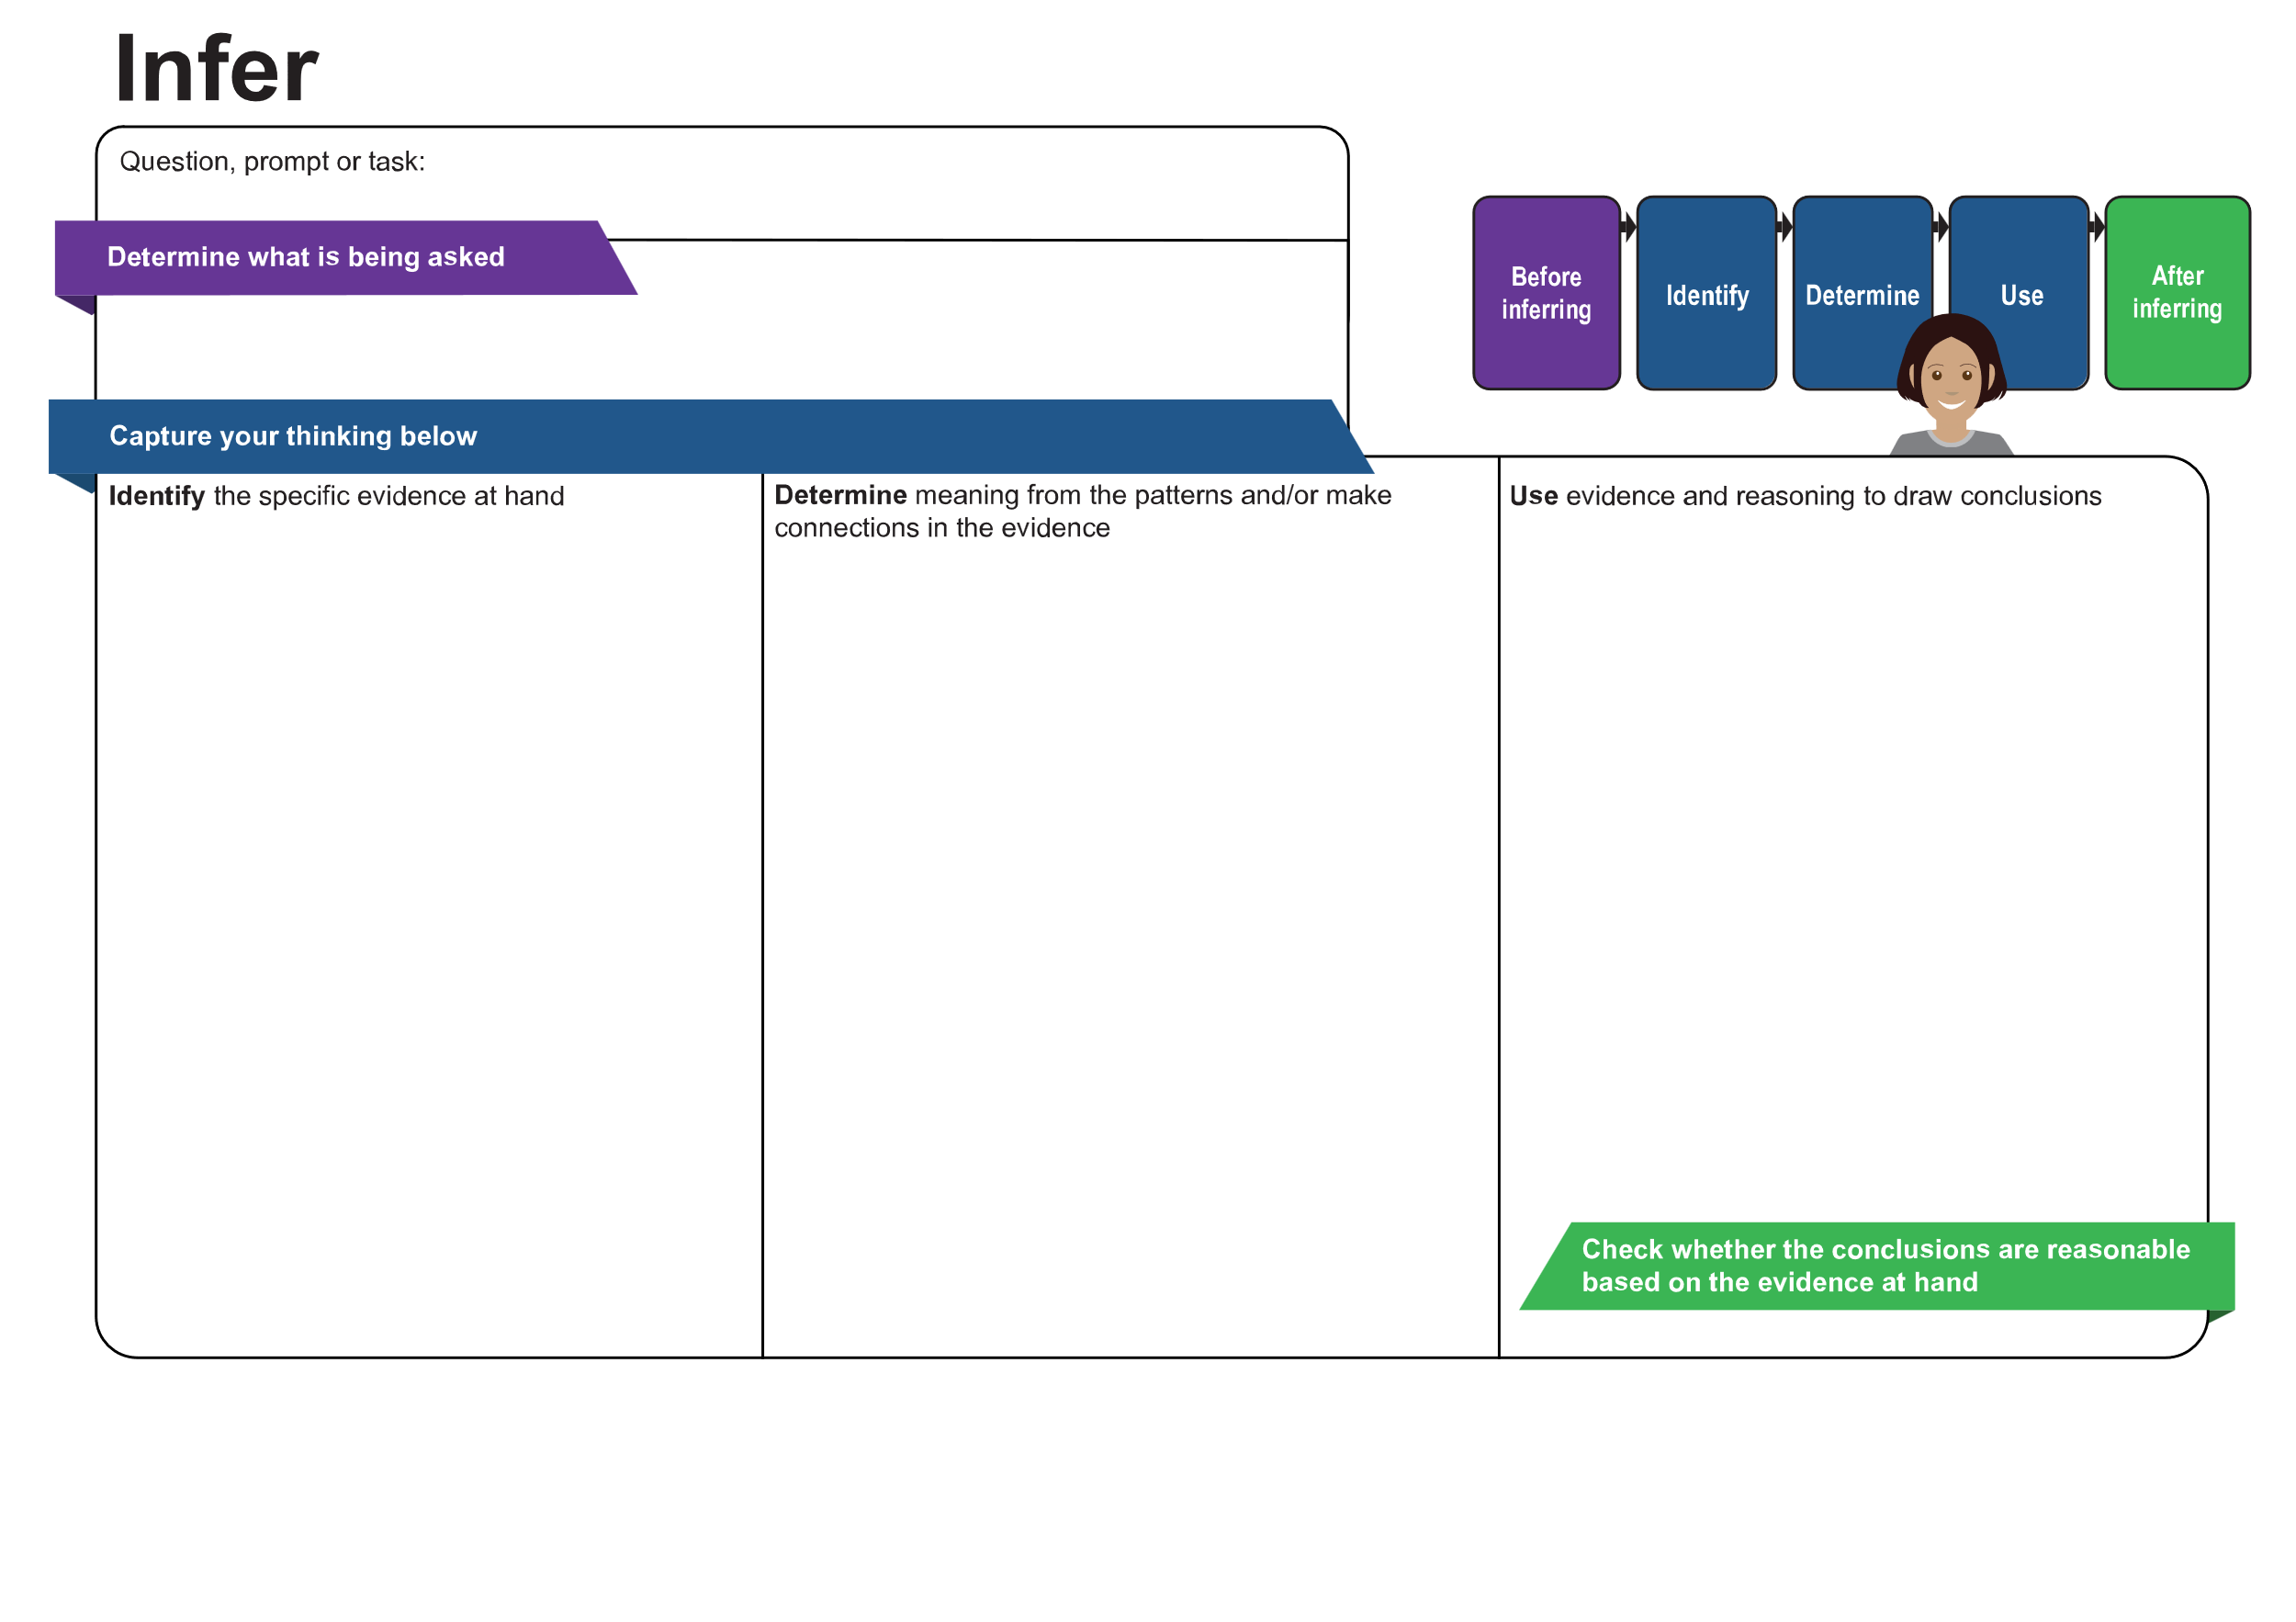 Infer
Question, prompt or task:
Determine what is being asked
Before
inferring
Identify
Determine
Use
After
inferring
Capture your thinking below
Identify the specific evidence at hand
Determine meaning from the patterns and/or make
connections in the evidence
Use evidence and reasoning to draw conclusions
Check whether the conclusions are reasonable
based on the evidence at hand